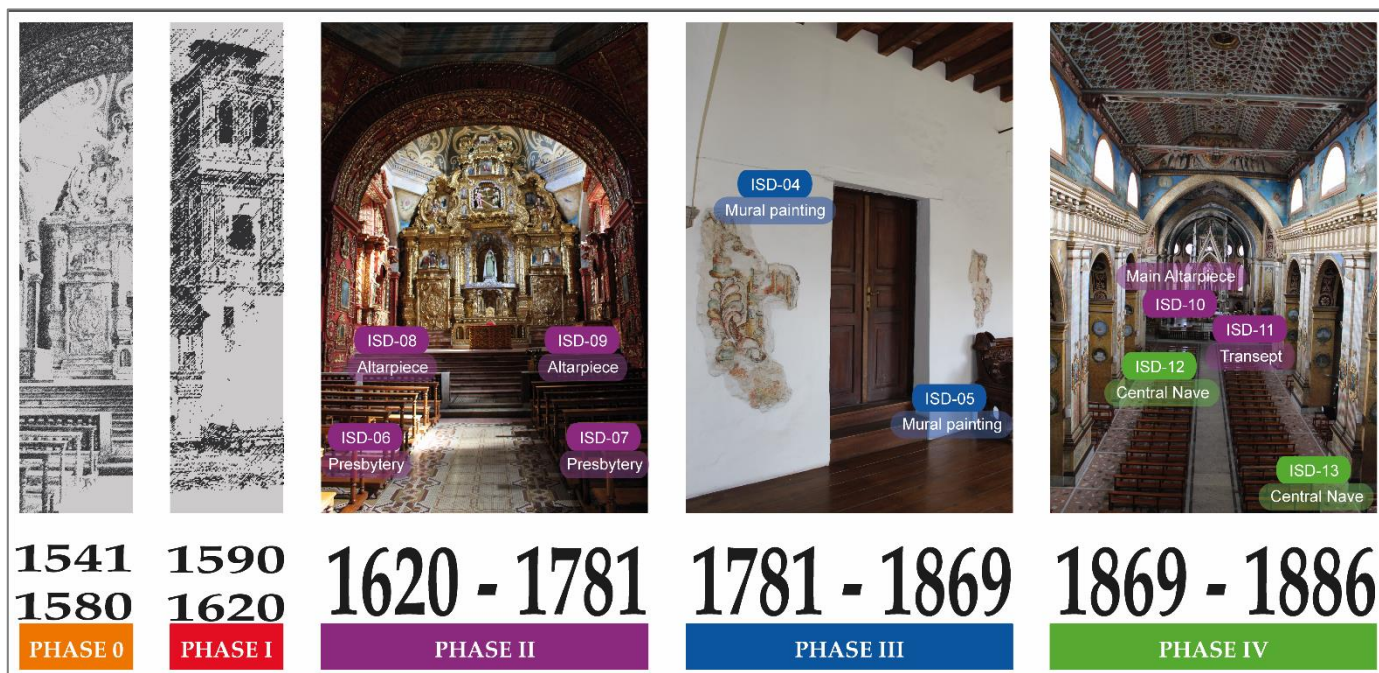 ISD-04
Mural painting
Main Altarpiece
ISD-10
ISD-11
Transept
ISD-08
Altarpiece
ISD-09
Altarpiece
ISD-12
Central Nave
ISD-05
Mural painting
ISD-06
Presbytery
ISD-07
Presbytery
ISD-13
Central Nave
1541
1580
PHASE 0
1590
1620
PHASE I
1620 - 1781
PHASE II
1781 - 1869
PHASE III
1869 - 1886
PHASE IV